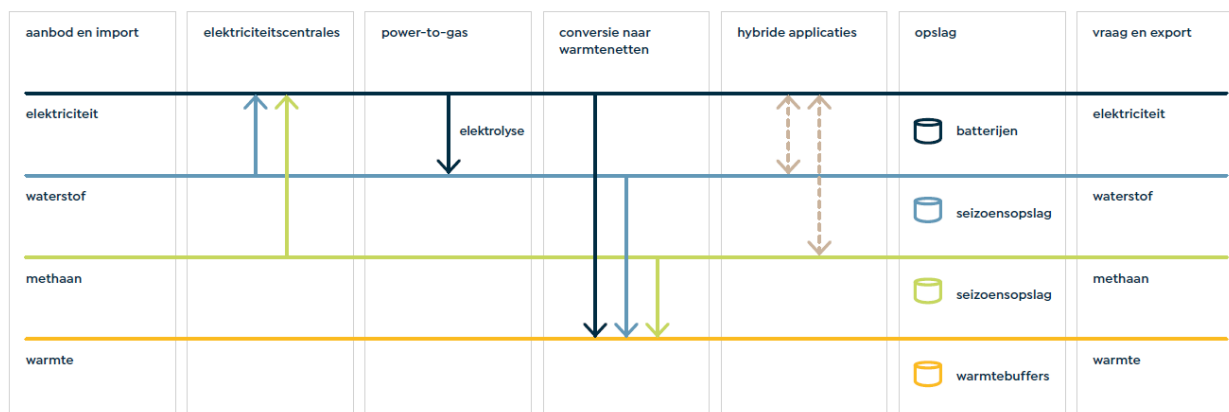 aanbod en import
elektriciteitscentrales
power-to-gas
conversie naar
warmtenetten
hybride applicaties
opslag
vraag en export
elektriciteit
elektrolyse
batterijen
elektriciteit
waterstof
seizoensopslag
waterstof
methaan
seizoensopslag
methaan
warmte
warmtebuffers
warmte